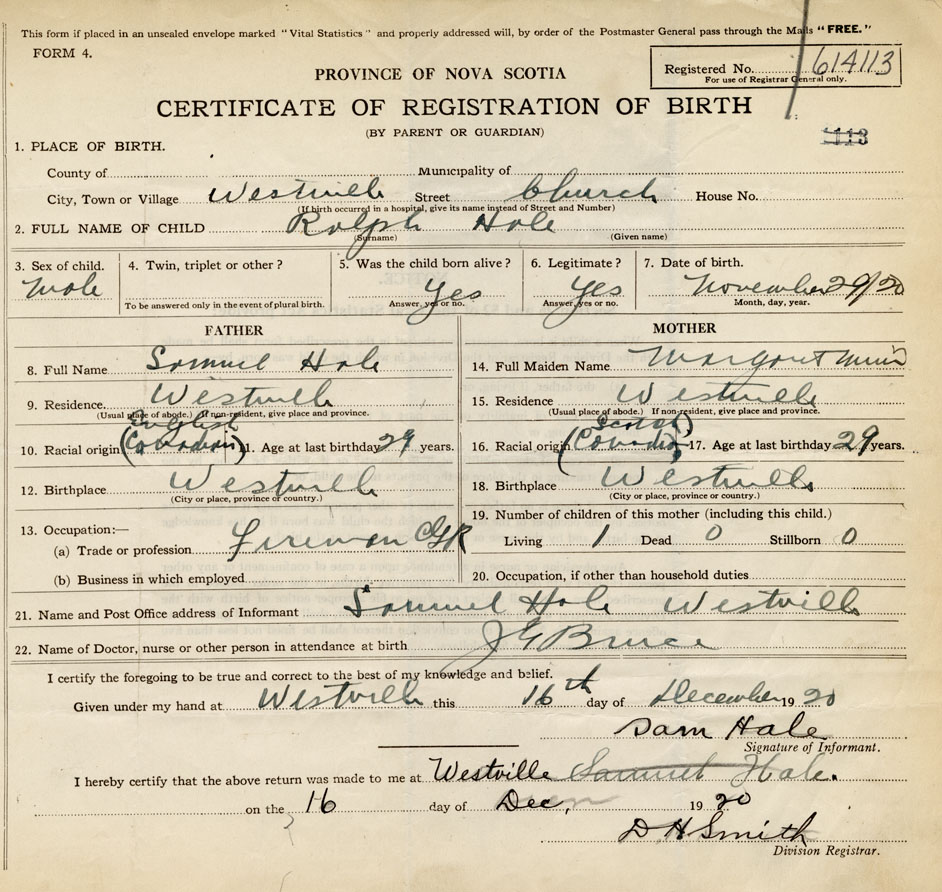 This form if placed in an unsealed envelope marked "Vital Statistics" and properly addressed will, by order of the Postmaster General pass through the Mails "FREE."
FORM 4.
Registered No. 614113
For use of Registrar General only.
PROVINCE OF NOVA SCOTIA
CERTIFICATE OF REGISTRATION OF BIRTH
(BY PARENT OR GUARDIAN)
1113
1. PLACE OF BIRTH.
County of Municipality of
City, Town or Village Westville Street Church House No.
(If birth occurred in a hospital, give its name instead of Street and Number)
2. FULL NAME OF CHILD Ralph Hale
(Surname) (Given name)
3. Sex of child. 4. Twin, triplet or other? 5. Was the child born alive? 6. Legitimate? 7. Date of birth.
Male Yes Yes November 29/20
To be answered only in the event of plural birth. Answer, yes or no. Answer, yes or no. Month, day, year.
FATHER MOTHER
8. Full Name Samuel Hale 14. Full Maiden Name Margaret Muir
9. Residence Westville 15. Residence Westville
(Usual place of abode.) If non-resident, give place and province. (Usual place of abode.) If non-resident, give place and province.
English Scotch
10. Racial origin (Canadian) 11. Age at last birthday 29 years. 16. Racial origin (Canadian) 17. Age at last birthday 29 years.
12. Birthplace Westville 18. Birthplace Westville
(City or place, province or country.) (City or place, province or country.)
13. Occupation:— 19. Number of children of this mother (including this child.)
(a) Trade or profession Fireman CGR Living 1 Dead 0 Stillborn 0
(b) Business in which employed 20. Occupation, if other than household duties
21. Name and Post Office address of Informant Samuel Hale Westville
22. Name of Doctor, nurse or other person in attendance at birth J G Bruce
I certify the foregoing to be true and correct to the best of my knowledge and belief.
Given under my hand at Westville this 16th day of December 1920
Sam Hale
Signature of Informant.
I hereby certify that the above return was made to me at Westville Samuel Hale.
on the 16 day of Dec, 1920
D H Smith
Division Registrar.